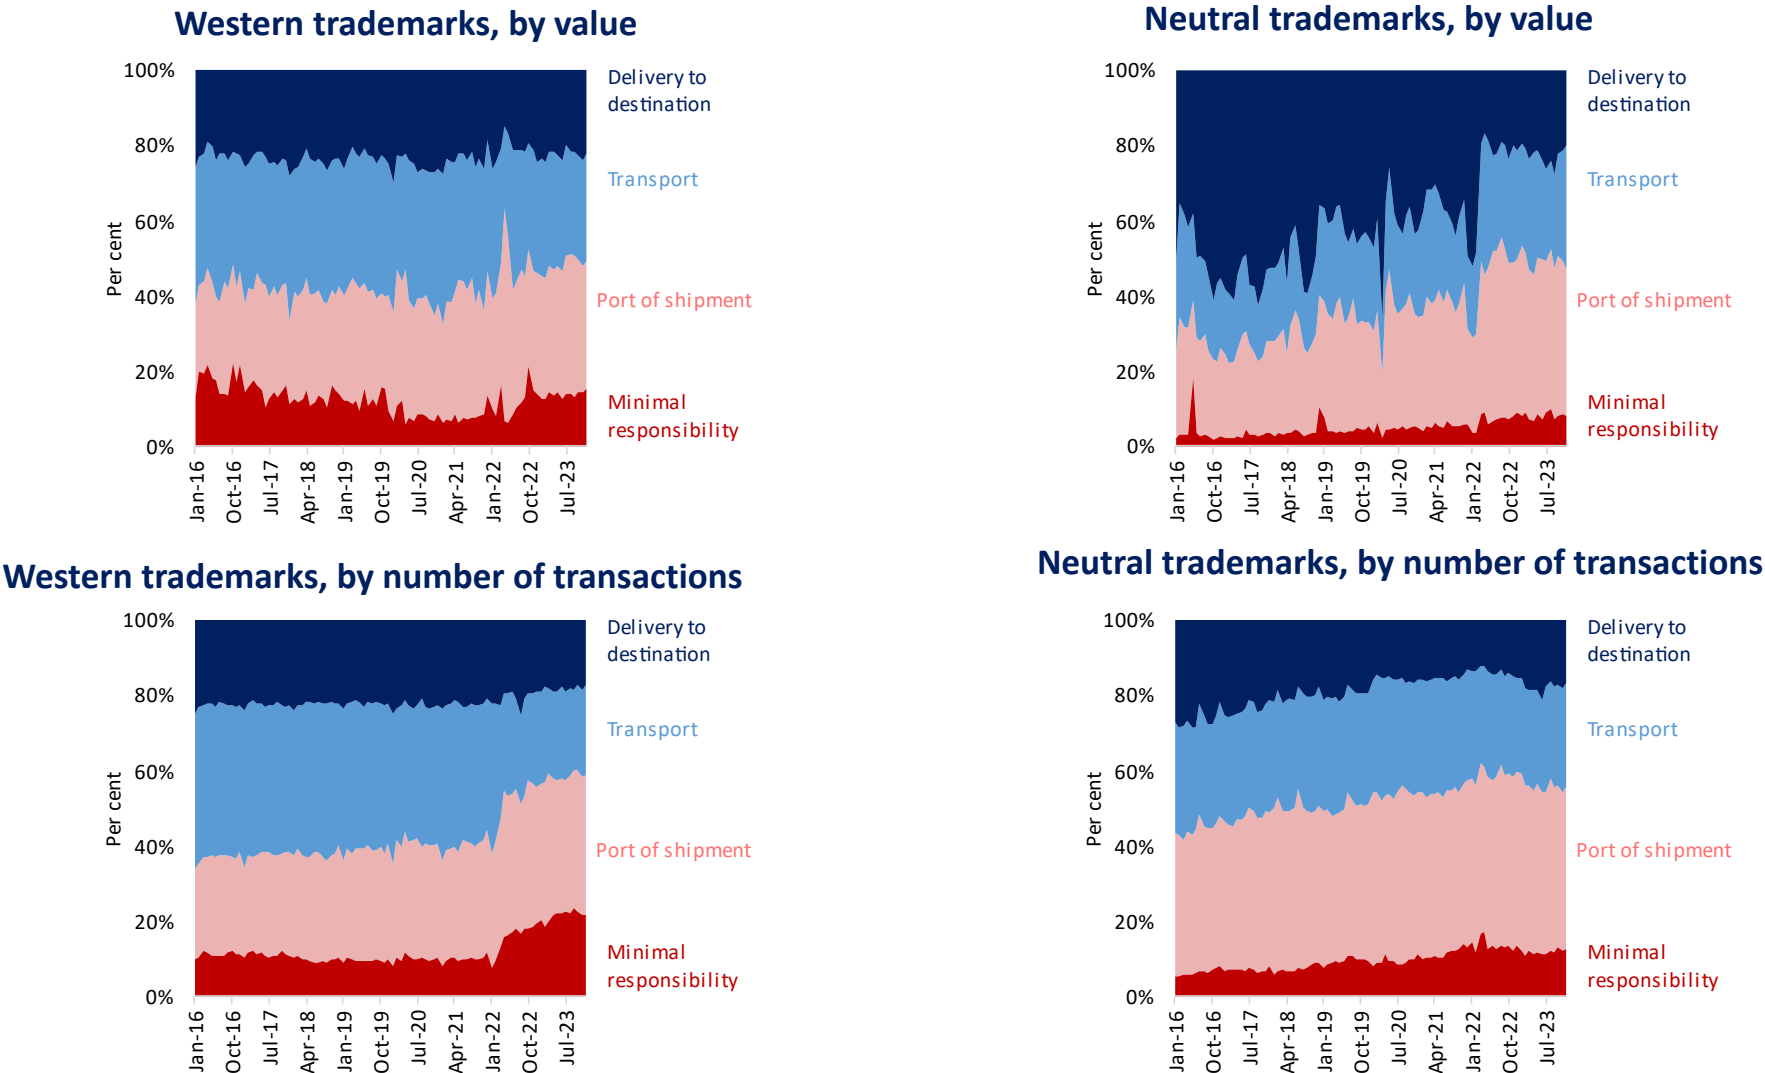 Western trademarks, by value
100%
80%
60%
40%
20%
0%
Per cent
Delivery to
destination
Transport
Port of shipment
Minimal
responsibility
Jan-16
Oct-16
Jul-17
Apr-18
Jan-19
Oct-19
Jul-20
Apr-21
Jan-22
Oct-22
Jul-23
Neutral trademarks, by value
100%
80%
60%
40%
20%
0%
Per cent
Delivery to
destination
Transport
Port of shipment
Minimal
responsibility
Jan-16
Oct-16
Jul-17
Apr-18
Jan-19
Oct-19
Jul-20
Apr-21
Jan-22
Oct-22
Jul-23
Western trademarks, by number of transactions
100%
80%
60%
40%
20%
0%
Per cent
Delivery to
destination
Transport
Port of shipment
Minimal
responsibility
Jan-16
Oct-16
Jul-17
Apr-18
Jan-19
Oct-19
Jul-20
Apr-21
Jan-22
Oct-22
Jul-23
Neutral trademarks, by number of transactions
100%
80%
60%
40%
20%
0%
Per cent
Delivery to
destination
Transport
Port of shipment
Minimal
responsibility
Jan-16
Oct-16
Jul-17
Apr-18
Jan-19
Oct-19
Jul-20
Apr-21
Jan-22
Oct-22
Jul-23